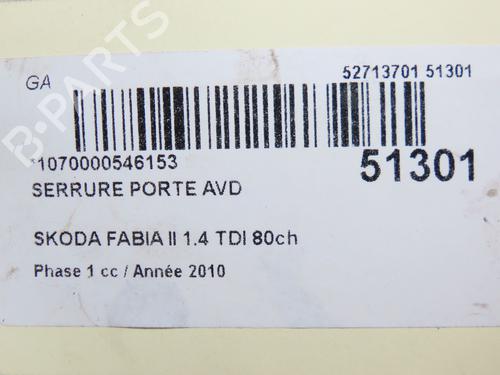 GA
52713701 51301
B-PARTS
*1070000546153
51301
SERRURE PORTE AVD
SKODA FABIA II 1.4 TDI 80ch
Phase 1 cc / Année 2010